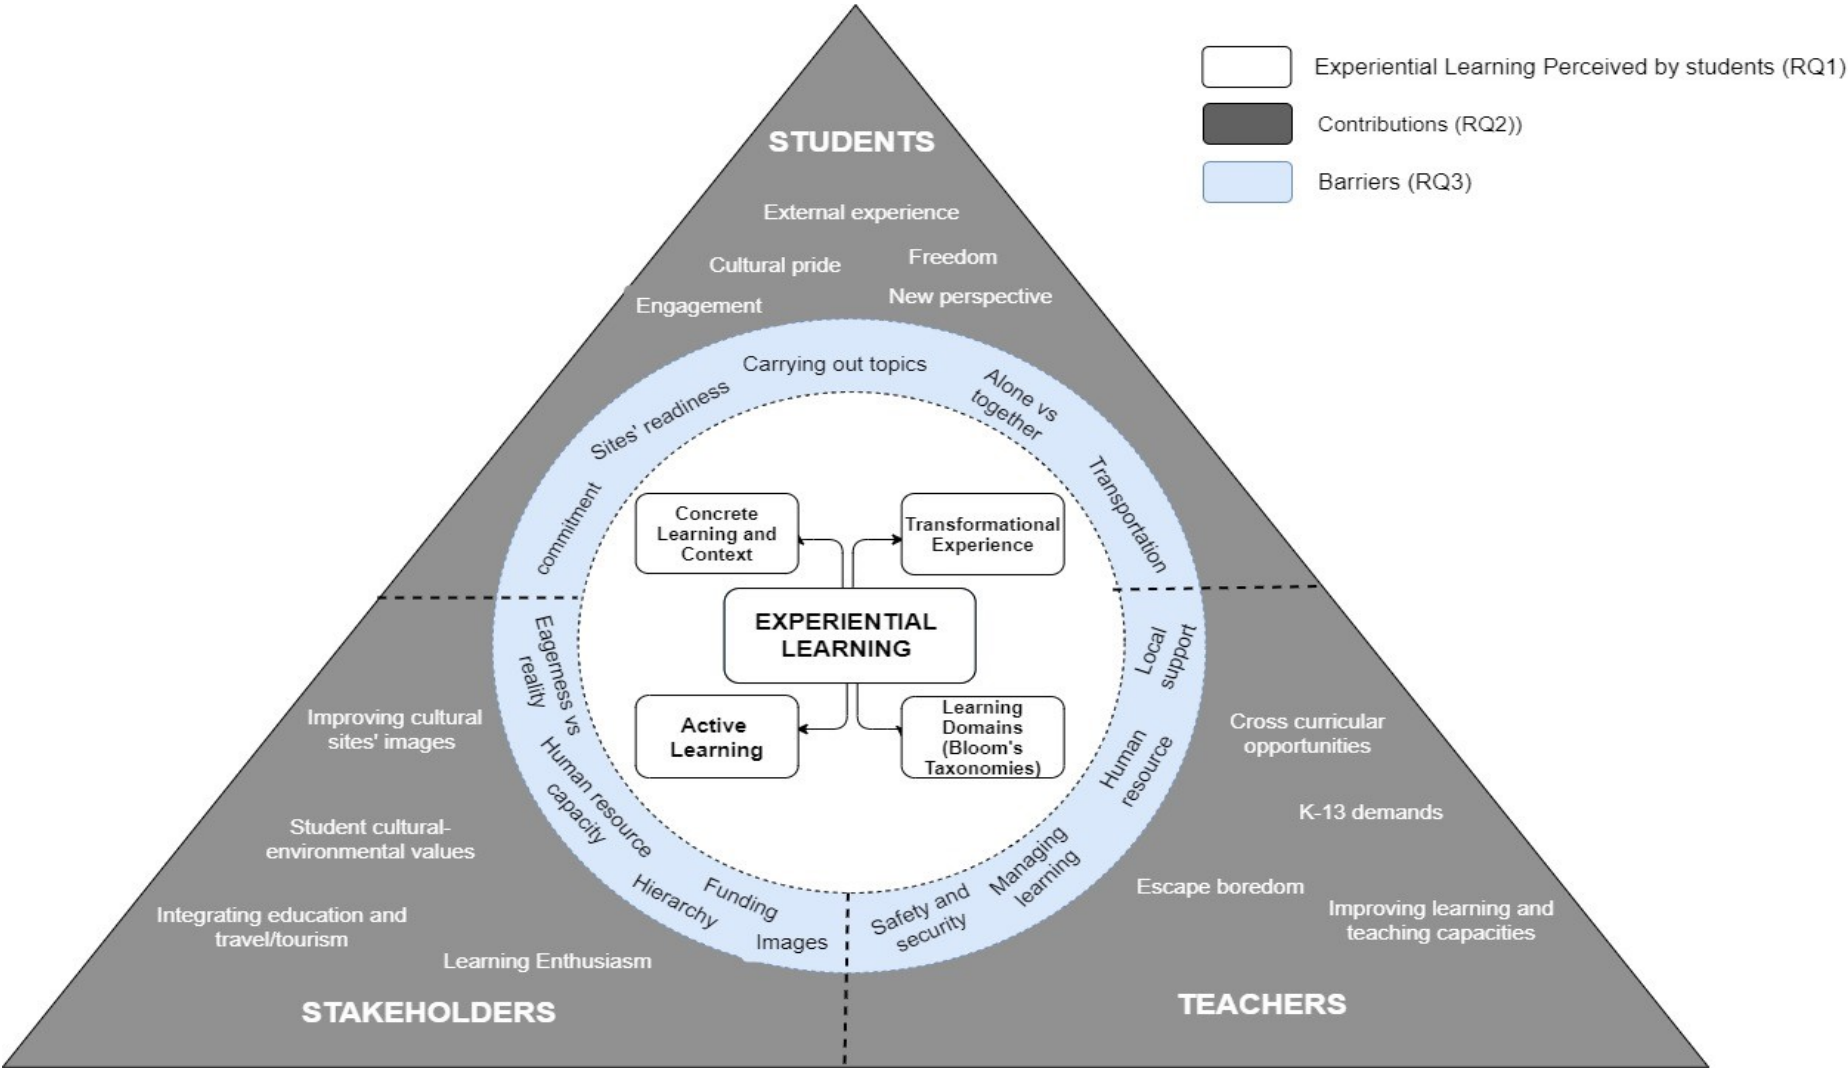 Experiential Learning Perceived by students (RQ1)
Contributions (RQ2))
Barriers (RQ3)
STUDENTS
External experience
Cultural pride
Freedom
Engagement
New perspective
Carrying out topics
Sites' readiness
Alone vs
together
commitment
Transportation
Concrete
Learning and
Context
Transformational
Experience
EXPERIENTIAL
LEARNING
Active
Learning
Learning
Domains
(Bloom's
Taxonomies)
Eagerness vs
reality
Human resource
capacity
Hierarchy
Funding
Images
Local
support
Human
resource
Managing
learning
Safety and
security
Improving cultural
sites' images
Student cultural-
environmental values
Integrating education and
travel/tourism
Learning Enthusiasm
STAKEHOLDERS
Cross curricular
opportunities
K-13 demands
Escape boredom
Improving learning and
teaching capacities
TEACHERS